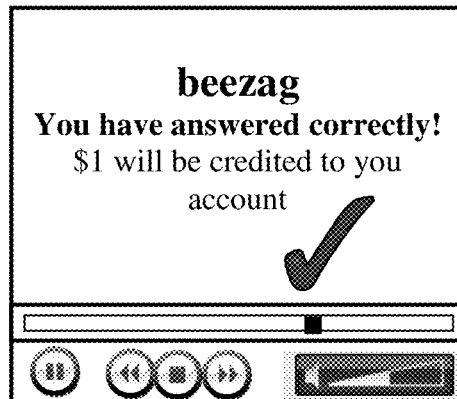 beezag
You have answered correctly!
$1 will be credited to you
account